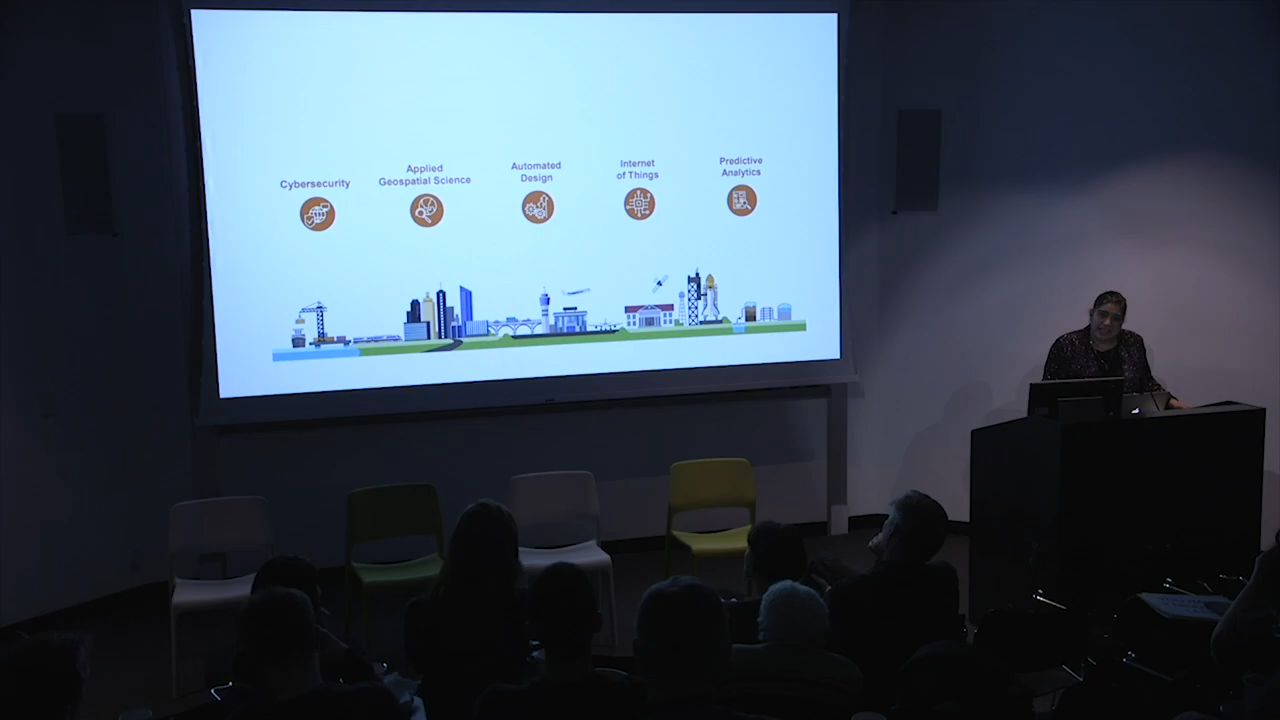 Cybersecurity
Applied
Geospatial Science
Automated
Design
Internet
of Things
Predictive
Analytics